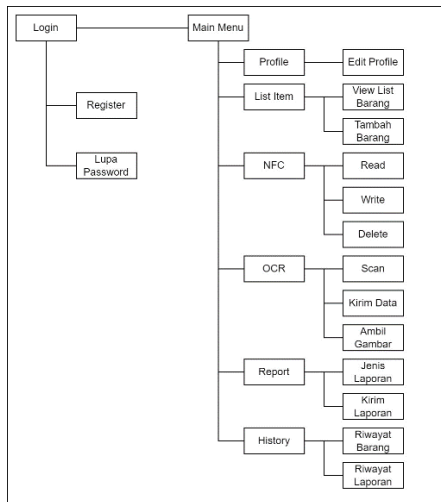 Login
Main Menu
Profile
Edit Profile
List Item
View List
Barang
Tambah
Barang
Register
Lupa
Password
NFC
Read
Write
Delete
OCR
Scan
Kirim Data
Ambil
Gambar
Report
Jenis
Laporan
Kirim
Laporan
History
Riwayat
Barang
Riwayat
Laporan